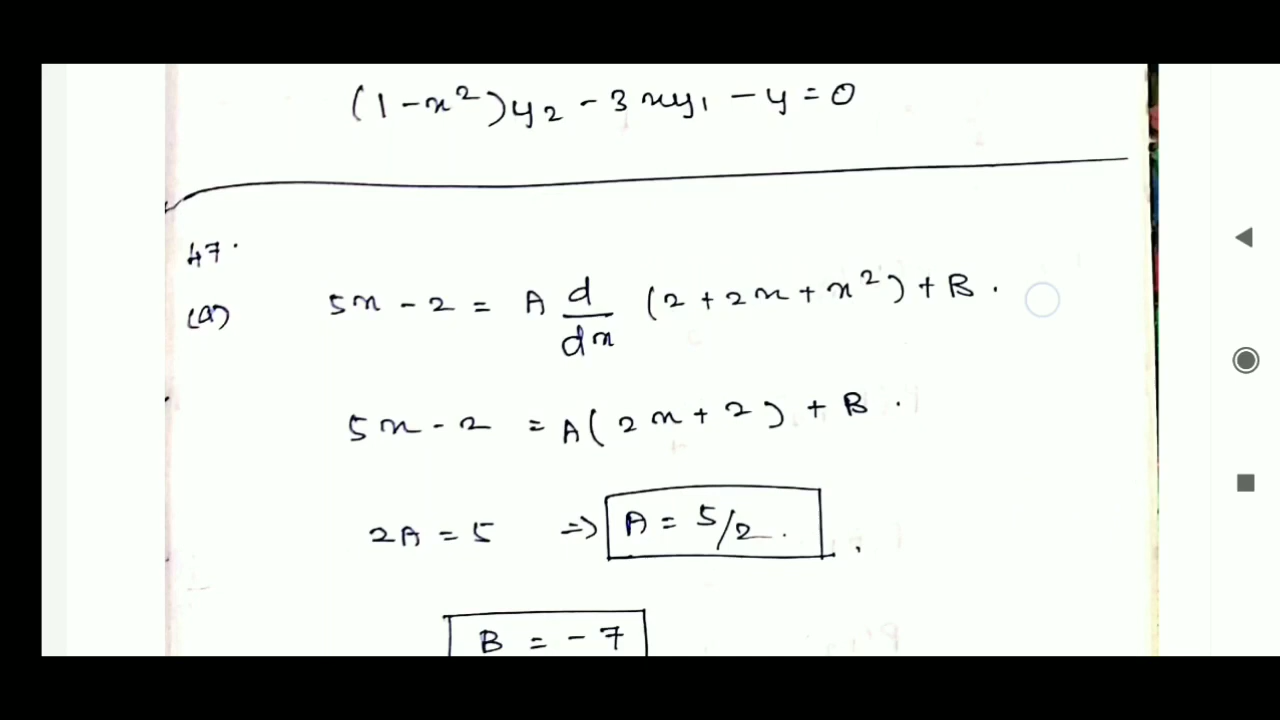 (1-x²)y₂ - 3xy₁ - y = 0
47.
(a) 5x - 2 = A d/dx (2 + 2x + x²) + B.
5x - 2 = A(2x + 2) + B.
2A = 5 => A = 5/2.
B = -7